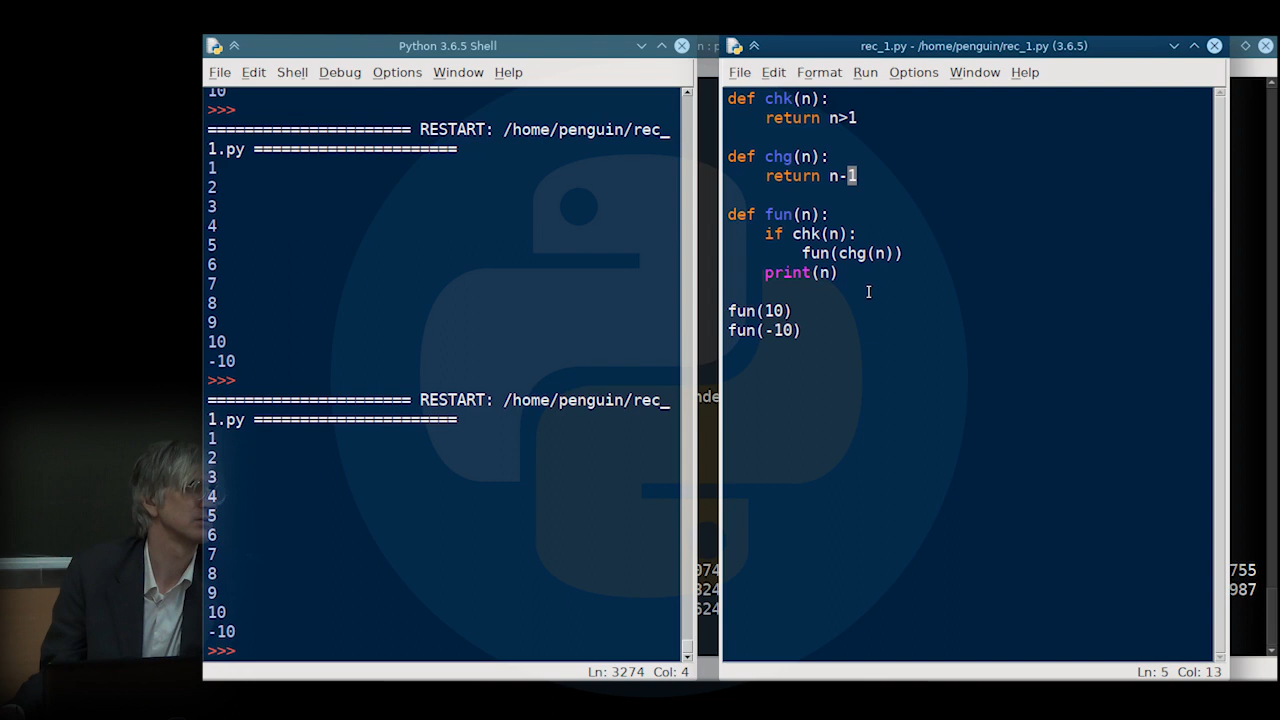 Python 3.6.5 Shell
File Edit Shell Debug Options Window Help
10
>>>
====================== RESTART: /home/penguin/rec_
1.py ======================
1
2
3
4
5
6
7
8
9
10
-10
>>>
====================== RESTART: /home/penguin/rec_
1.py ======================
1
2
3
4
5
6
7
8
9
10
-10
>>>
Ln: 3274 Col: 4
rec_1.py - /home/penguin/rec_1.py (3.6.5)
File Edit Format Run Options Window Help
def chk(n):
    return n>1
def chg(n):
    return n-1
def fun(n):
    if chk(n):
        fun(chg(n))
    print(n)
fun(10)
fun(-10)
Ln: 5 Col: 13
755
987